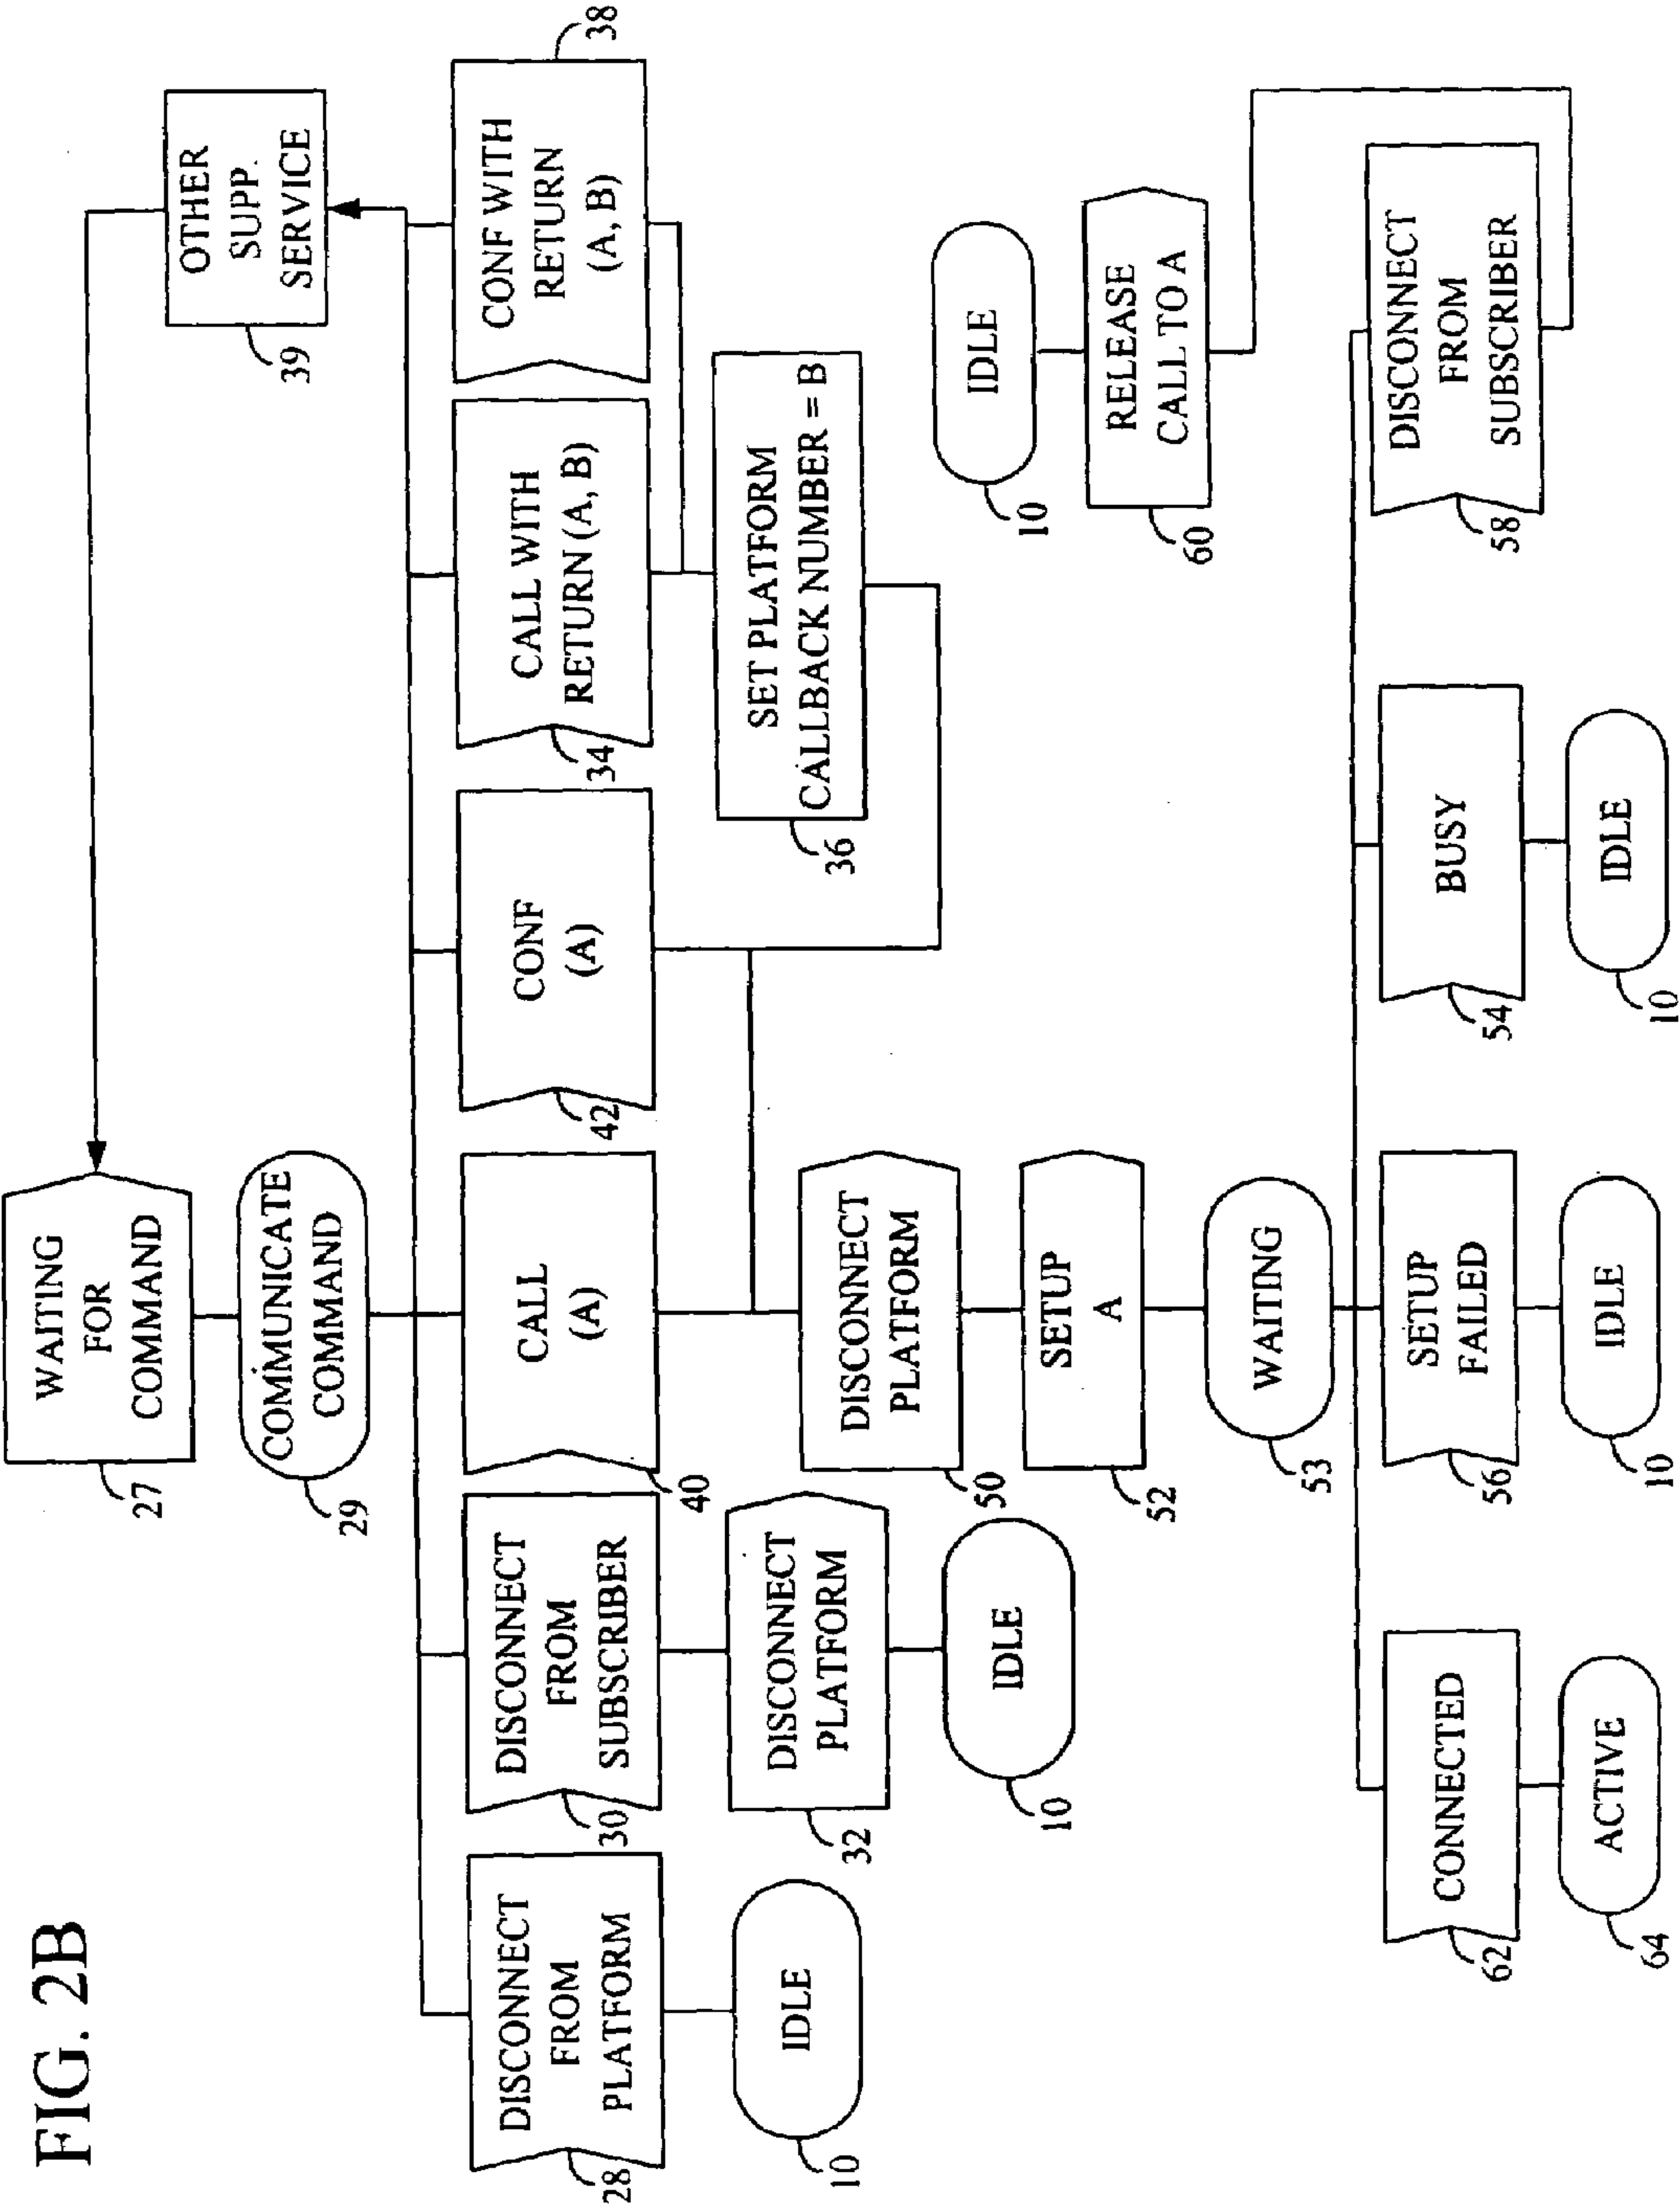 FIG. 2B
WAITING
FOR
COMMAND
27
COMMUNICATE
COMMAND
29
OTHER
SUPP.
SERVICE
39
DISCONNECT
FROM
PLATFORM
28
IDLE
10
DISCONNECT
FROM
SUBSCRIBER
30
DISCONNECT
PLATFORM
32
IDLE
10
CALL
(A)
40
CONF
(A)
42
CALL WITH
RETURN (A, B)
34
CONF WITH
RETURN
(A, B)
38
SET PLATFORM
CALLBACK NUMBER = B
36
DISCONNECT
PLATFORM
50
SETUP
A
52
WAITING
53
IDLE
10
RELEASE
CALL TO A
60
CONNECTED
62
ACTIVE
64
SETUP
FAILED
56
IDLE
10
BUSY
54
IDLE
10
DISCONNECT
FROM
SUBSCRIBER
58